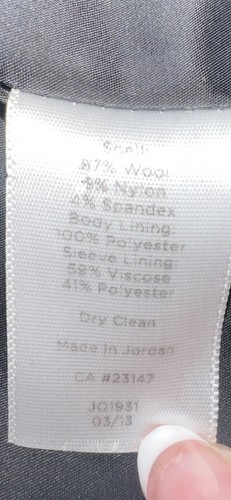 Shell:
87% Wool
9% Nylon
4% Spandex
Body Lining:
100% Polyester
Sleeve Lining:
59% Viscose
41% Polyester
Dry Clean
Made in Jordan
CA #23147
JO1931
03/13